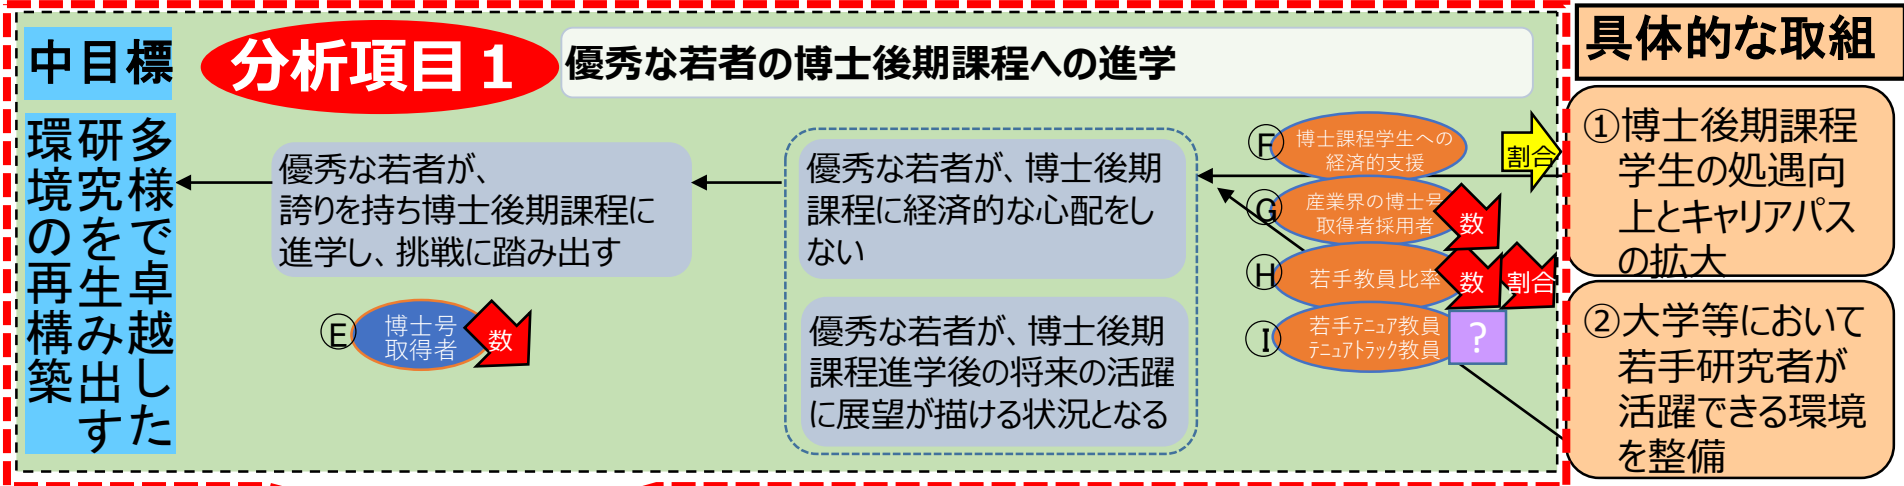 中目標
分析項目1
優秀な若者の博士後期課程への進学
具体的な取組
多様で卓越した
研究を生み出す
環境の再構築
優秀な若者が、
誇りを持ち博士後期課程に
進学し、挑戦に踏み出す
Ⓔ
博士号
取得者
数
優秀な若者が、博士後期
課程に経済的な心配をし
ない
優秀な若者が、博士後期
課程進学後の将来の活躍
に展望が描ける状況となる
Ⓕ
博士課程学生への
経済的支援
割合
Ⓖ
産業界の博士号
取得者採用者
数
Ⓗ
若手教員比率
数
割合
Ⓘ
若手テニュア教員
テニュアトラック教員
?
①博士後期課程
学生の処遇向
上とキャリアパス
の拡大
②大学等において
若手研究者が
活躍できる環境
を整備